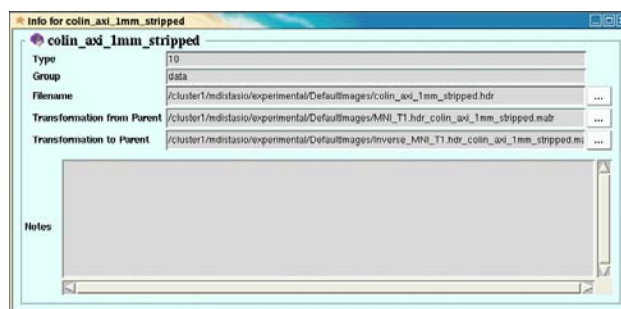 Info for colin_axi_1mm_stripped
colin_axi_1mm_stripped
Type 10
Group data
Filename /cluster1/mdistasio/experimental/DefaultImages/colin_axi_1mm_stripped.hdr ...
Transformation from Parent /cluster1/mdistasio/experimental/DefaultImages/MNI_T1.hdr_colin_axi_1mm_stripped.matr ...
Transformation to Parent /cluster1/mdistasio/experimental/DefaultImages/Inverse_MNI_T1.hdr_colin_axi_1mm_stripped.ma ...
Notes